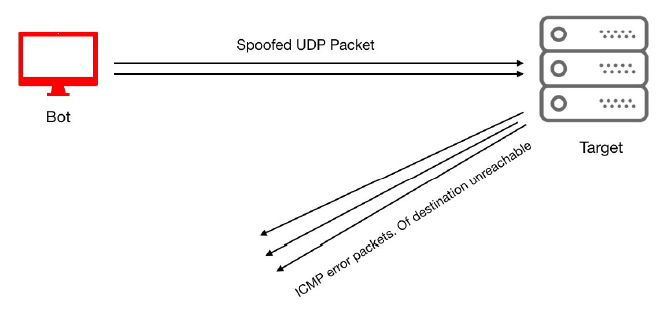 Spoofed UDP Packet
Bot
Target
ICMP error packets. Of destination unreachable